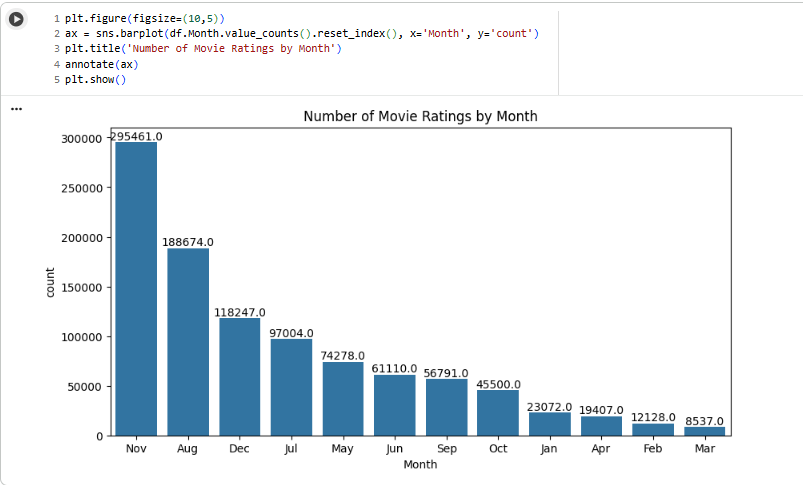 1 plt.figure(figsize=(10,5))
2 ax = sns.barplot(df.Month.value_counts().reset_index(), x='Month', y='count')
3 plt.title('Number of Movie Ratings by Month')
4 annotate(ax)
5 plt.show()
...
Number of Movie Ratings by Month
300000
250000
200000
150000
100000
50000
0
count
295461.0
188674.0
118247.0
97004.0
74278.0
61110.0
56791.0
45500.0
23072.0
19407.0
12128.0
8537.0
Nov Aug Dec Jul May Jun Sep Oct Jan Apr Feb Mar
Month